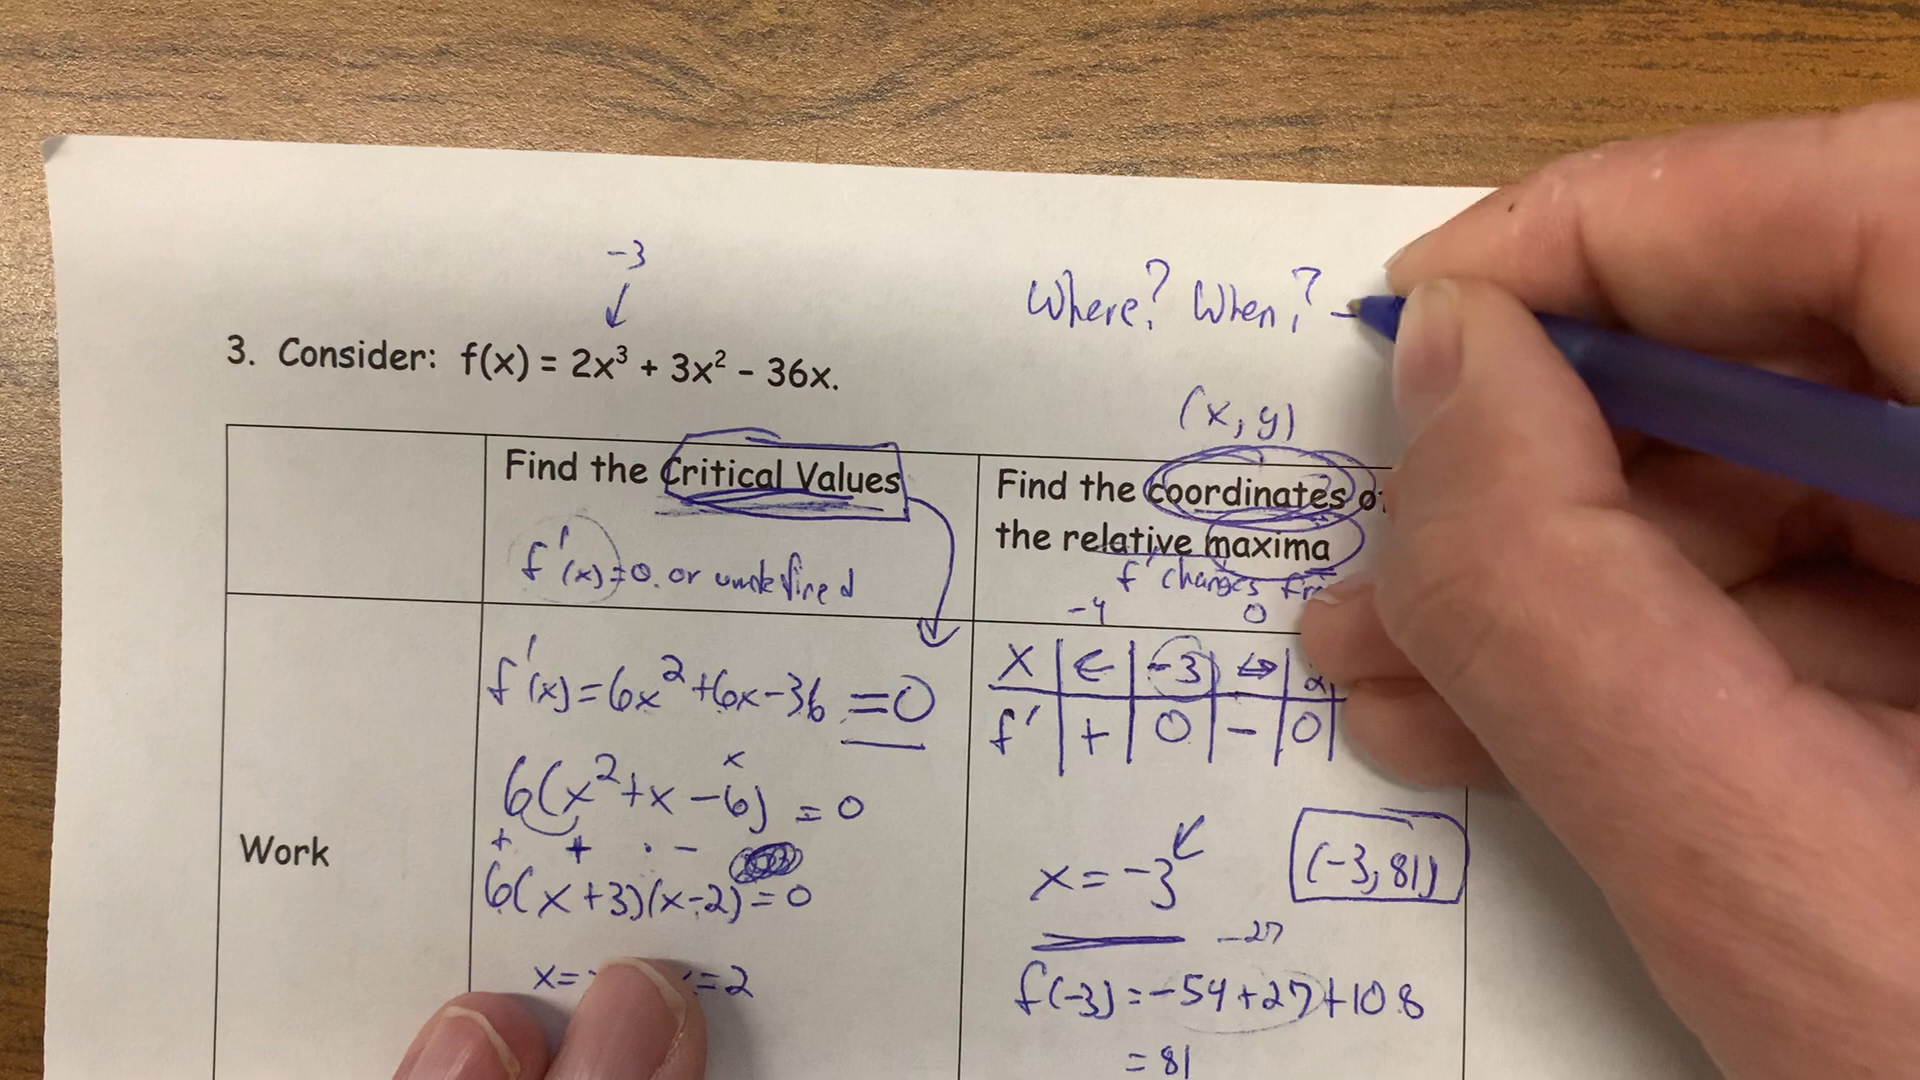 -3
Where? When?
3. Consider: f(x) = 2x³ + 3x² - 36x.
(x, y)
Find the Critical Values
f'(x)=0 or undefined
Find the coordinates
the relative maxima
f' changes
-4 0
Work
f'(x)=6x²+6x-36 =0
x
6(x²+x-6) = 0
+ + · -
6(x+3)(x-2)=0
x= =2
X | ← | -3 | ↔ | 2
f' | + | 0 | - | 0 |
x=-3
(-3,81)
-27
f(-3)=-54+27+108
=81